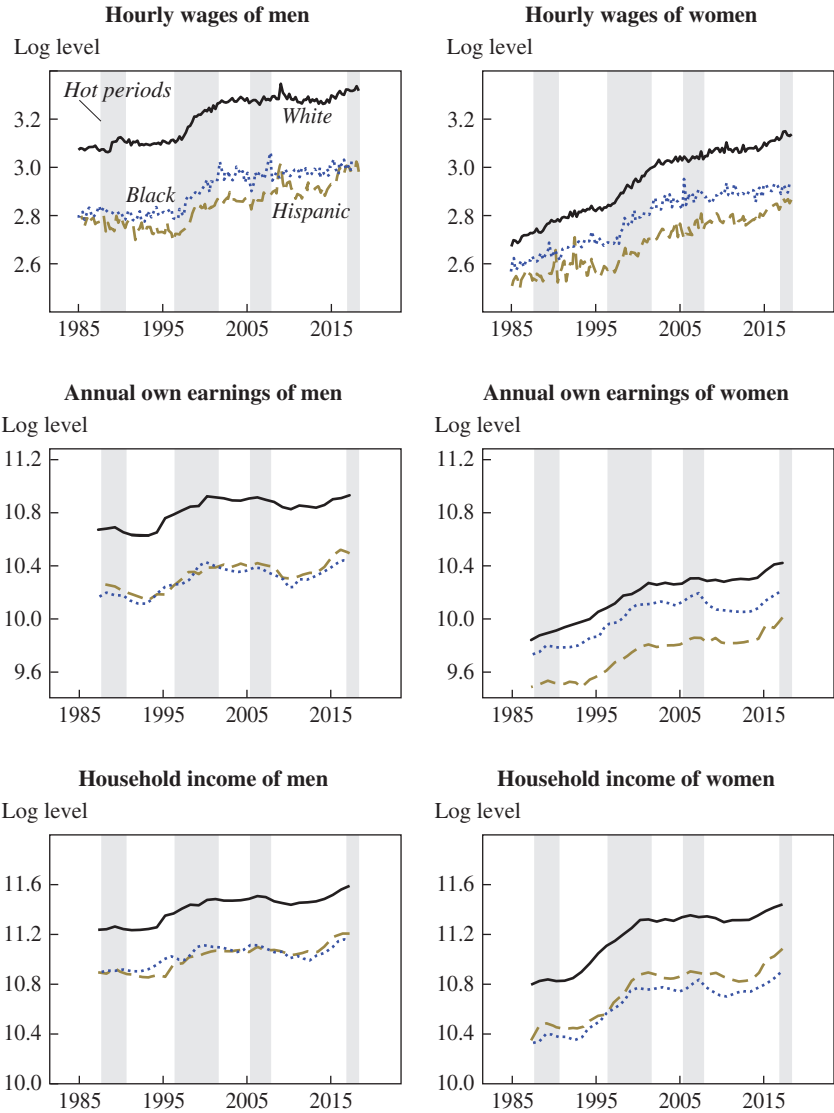 Hourly wages of men
Log level
Hot periods
White
Black
Hispanic
3.2
3.0
2.8
2.6
1985 1995 2005 2015
Hourly wages of women
Log level
3.2
3.0
2.8
2.6
1985 1995 2005 2015
Annual own earnings of men
Log level
11.2
10.8
10.4
10.0
9.6
1985 1995 2005 2015
Annual own earnings of women
Log level
11.2
10.8
10.4
10.0
9.6
1985 1995 2005 2015
Household income of men
Log level
11.6
11.2
10.8
10.4
10.0
1985 1995 2005 2015
Household income of women
Log level
11.6
11.2
10.8
10.4
10.0
1985 1995 2005 2015